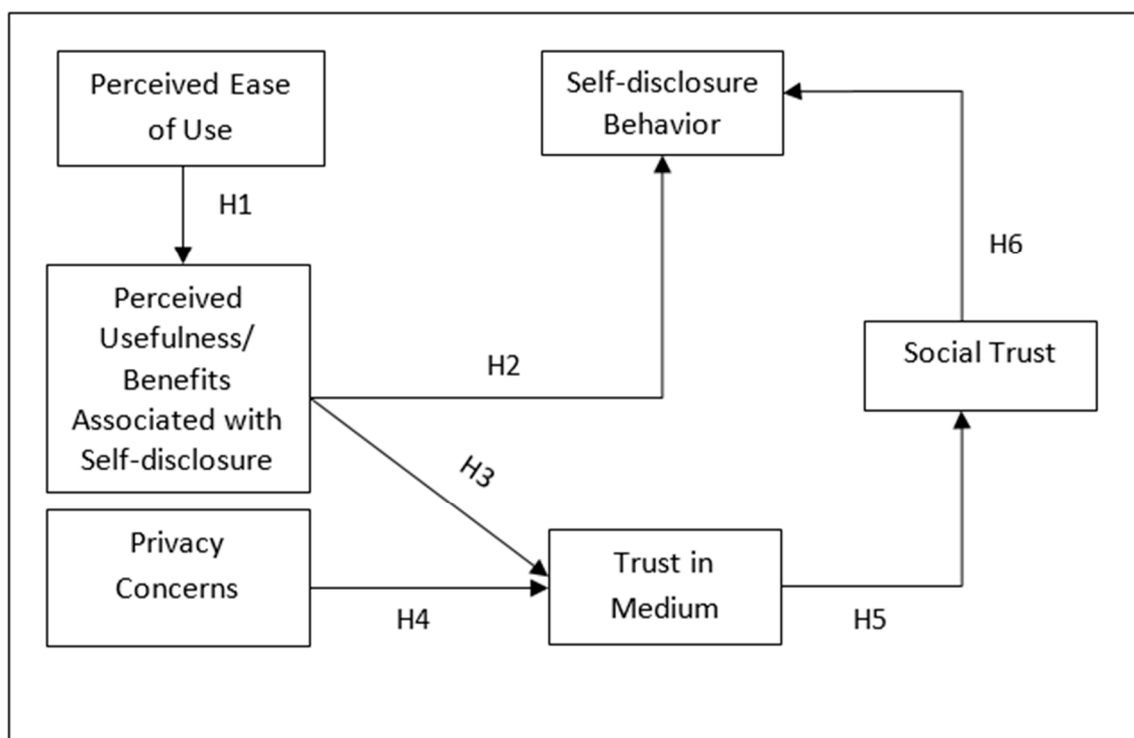 Perceived Ease
of Use
H1
Perceived
Usefulness/
Benefits
Associated with
Self-disclosure
H2
Self-disclosure
Behavior
H3
Privacy
Concerns
H4
Trust in
Medium
H5
Social Trust
H6